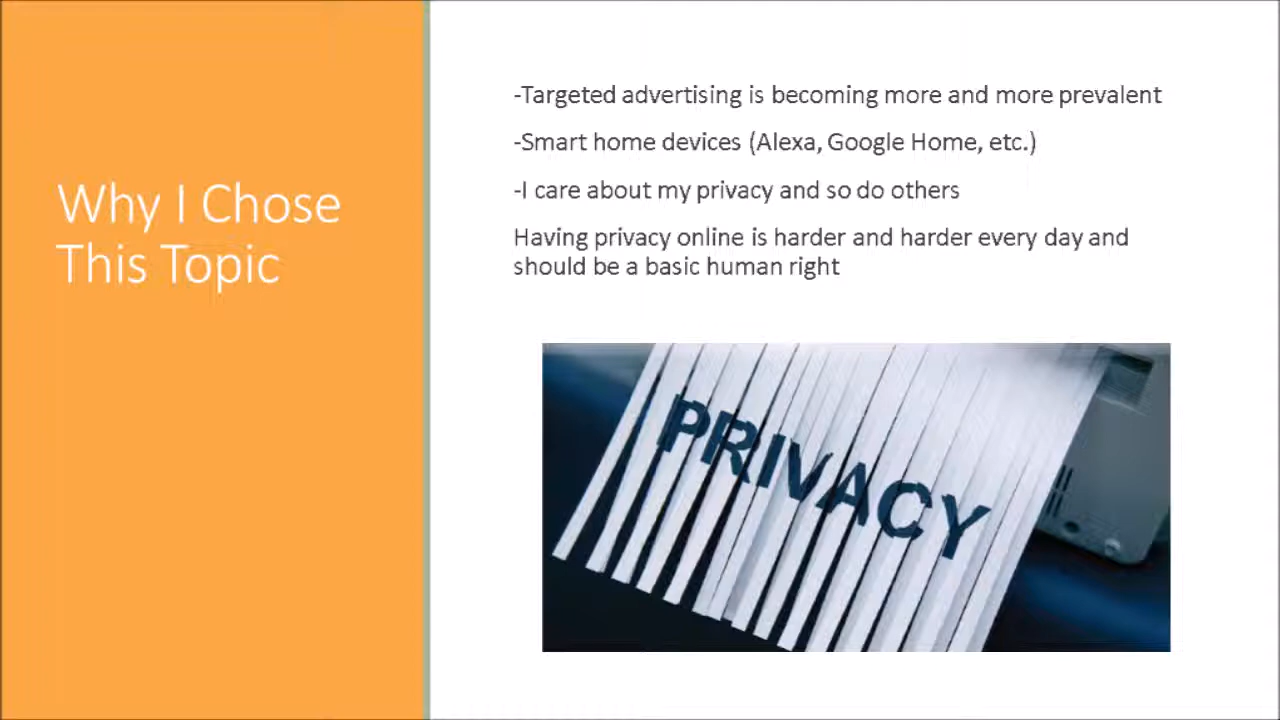 Why I Chose
This Topic
-Targeted advertising is becoming more and more prevalent
-Smart home devices (Alexa, Google Home, etc.)
-I care about my privacy and so do others
Having privacy online is harder and harder every day and
should be a basic human right
PRIVACY